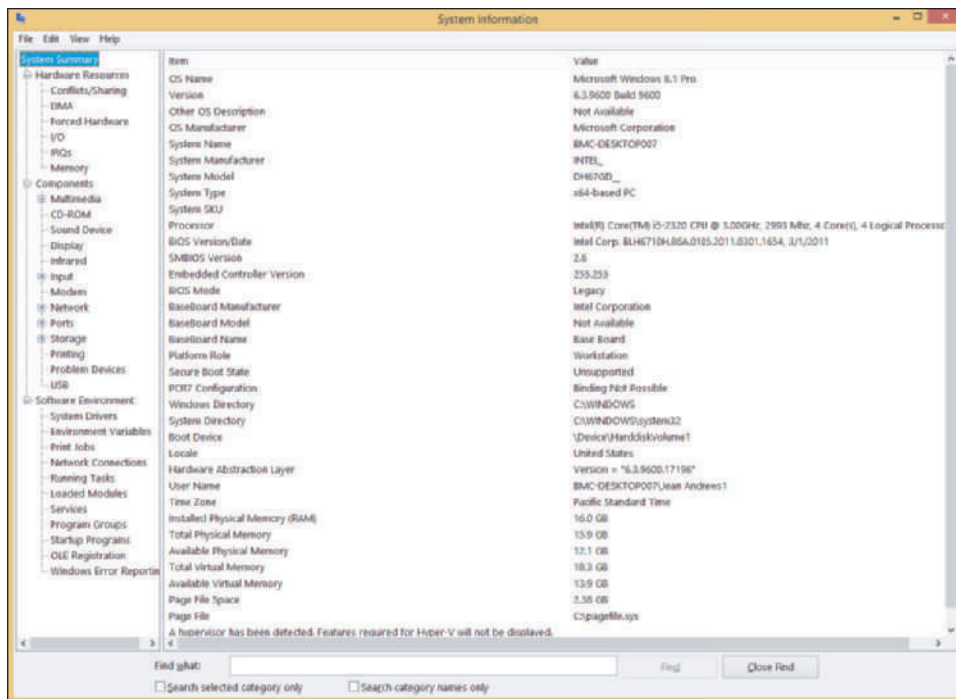 System Information
File Edit View Help
System Summary
Hardware Resources
Conflicts/Sharing
DMA
Forced Hardware
I/O
IRQs
Memory
Components
Multimedia
CD-ROM
Sound Device
Display
Infrared
Input
Modem
Network
Ports
Storage
Printing
Problem Devices
USB
Software Environment
System Drivers
Environment Variables
Print Jobs
Network Connections
Running Tasks
Loaded Modules
Services
Program Groups
Startup Programs
OLE Registration
Windows Error Reportin
Item Value
OS Name Microsoft Windows 8.1 Pro
Version 6.3.9600 Build 9600
Other OS Description Not Available
OS Manufacturer Microsoft Corporation
System Name BMC-DESKTOP007
System Manufacturer INTEL_
System Model DH67GD__
System Type x64-based PC
System SKU
Processor Intel(R) Core(TM) i5-2320 CPU @ 3.00GHz, 2993 Mhz, 4 Core(s), 4 Logical Processo
BIOS Version/Date Intel Corp. BLH6710H.86A.0105.2011.0301.1654, 3/1/2011
SMBIOS Version 2.6
Embedded Controller Version 255.255
BIOS Mode Legacy
BaseBoard Manufacturer Intel Corporation
BaseBoard Model Not Available
BaseBoard Name Base Board
Platform Role Workstation
Secure Boot State Unsupported
PCR7 Configuration Binding Not Possible
Windows Directory C:\WINDOWS
System Directory C:\WINDOWS\system32
Boot Device \Device\HarddiskVolume1
Locale United States
Hardware Abstraction Layer Version = "6.3.9600.17196"
User Name BMC-DESKTOP007\Jean Andrews1
Time Zone Pacific Standard Time
Installed Physical Memory (RAM) 16.0 GB
Total Physical Memory 15.9 GB
Available Physical Memory 12.1 GB
Total Virtual Memory 18.3 GB
Available Virtual Memory 13.9 GB
Page File Space 2.38 GB
Page File C:\pagefile.sys
A hypervisor has been detected. Features required for Hyper-V will not be displayed.
Find what: Find Close Find
Search selected category only Search category names only